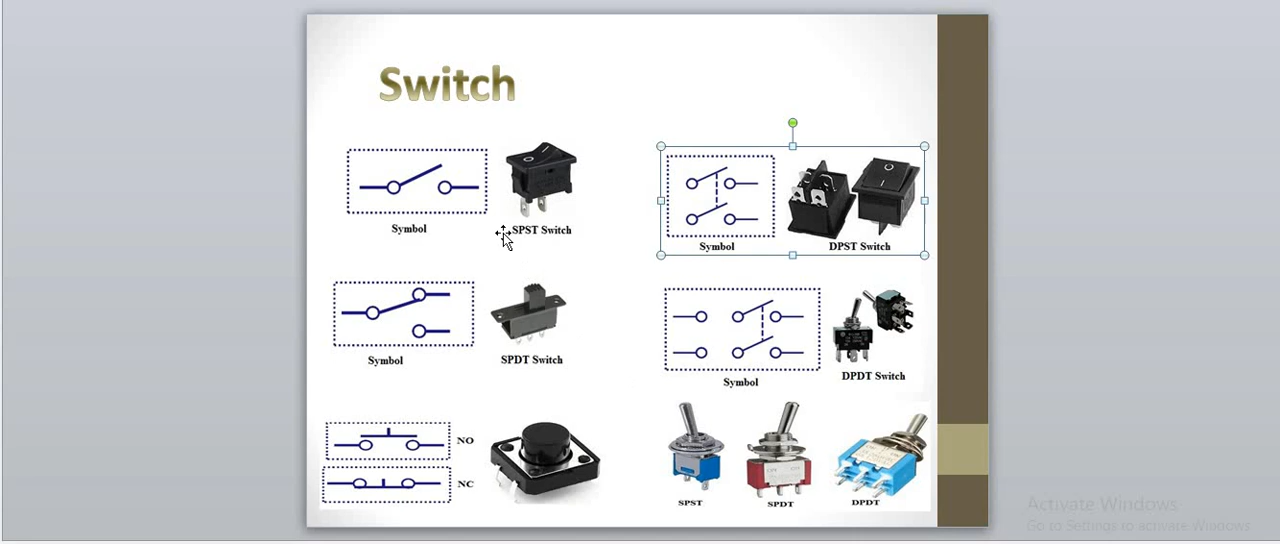 Switch
Symbol
SPST Switch
Symbol
DPST Switch
Symbol
SPDT Switch
Symbol
DPDT Switch
NO
NC
SPST
SPDT
DPDT
Activate Windows
Go to Settings to activate Windows.